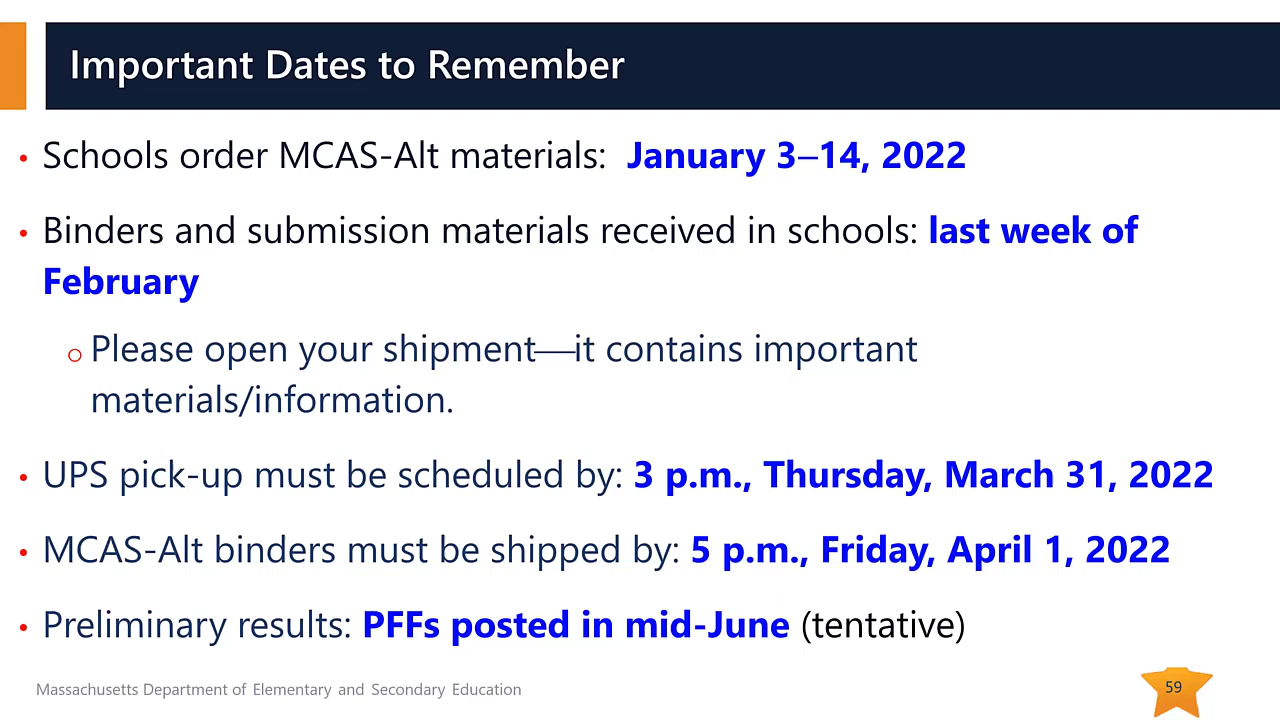 Important Dates to Remember
• Schools order MCAS-Alt materials: January 3–14, 2022
• Binders and submission materials received in schools: last week of
February
o Please open your shipment—it contains important
materials/information.
• UPS pick-up must be scheduled by: 3 p.m., Thursday, March 31, 2022
• MCAS-Alt binders must be shipped by: 5 p.m., Friday, April 1, 2022
• Preliminary results: PFFs posted in mid-June (tentative)
Massachusetts Department of Elementary and Secondary Education
59